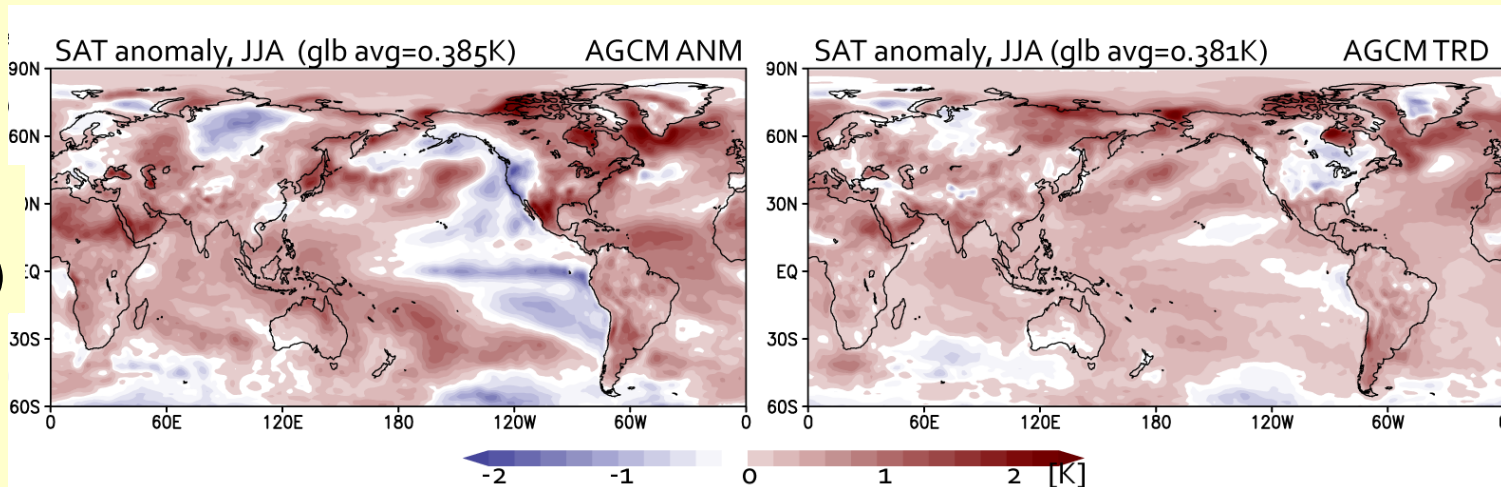 SAT anomaly, JJA (glb avg=0.385K) AGCM ANM
90N
60N
30N
EQ
30S
60S
0 60E 120E 180 120W 60W 0
SAT anomaly, JJA (glb avg=0.381K) AGCM TRD
90N
60N
30N
EQ
30S
60S
0 60E 120E 180 120W 60W
-2 -1 0 1 2 [K]